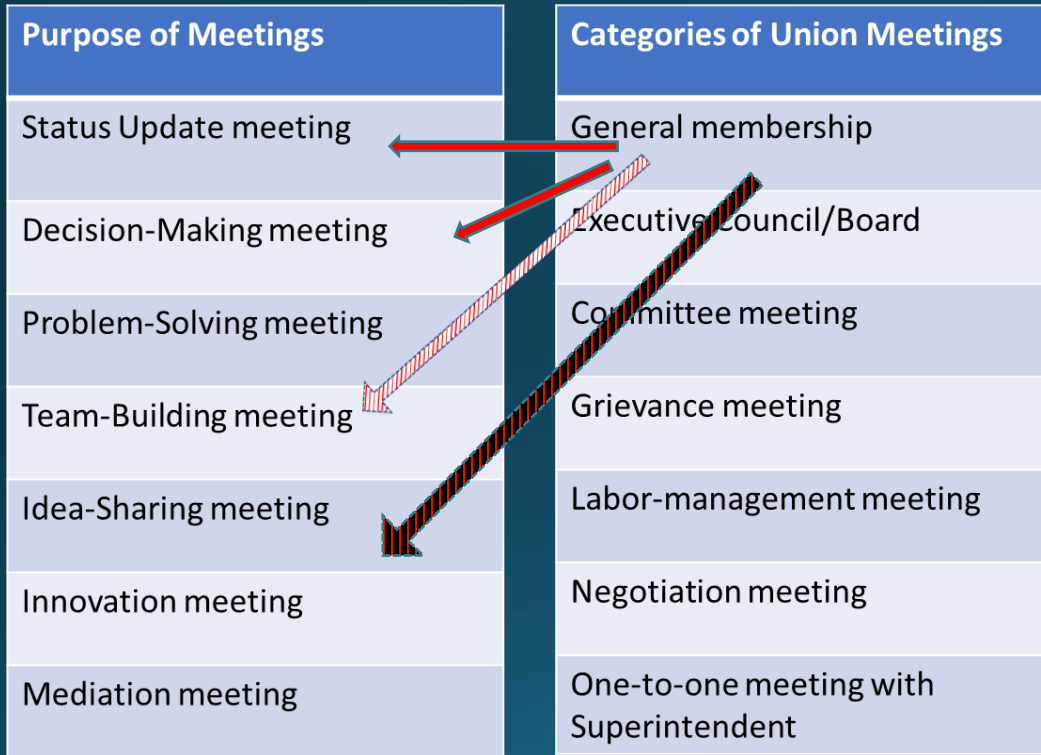 Purpose of Meetings
Status Update meeting
Decision-Making meeting
Problem-Solving meeting
Team-Building meeting
Idea-Sharing meeting
Innovation meeting
Mediation meeting
Categories of Union Meetings
General membership
Executive Council/Board
Committee meeting
Grievance meeting
Labor-management meeting
Negotiation meeting
One-to-one meeting with
Superintendent